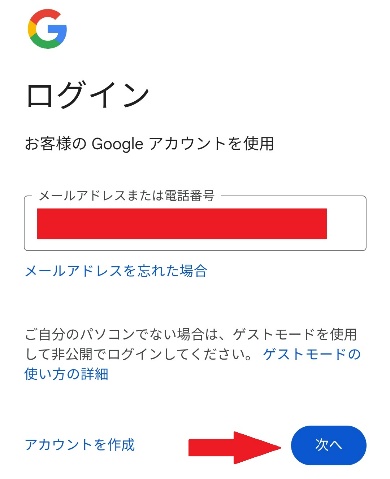 ログイン
お客様の Google アカウントを使用
メールアドレスまたは電話番号
メールアドレスを忘れた場合
ご自分のパソコンでない場合は、ゲストモードを使用
して非公開でログインしてください。 ゲストモードの
使い方の詳細
アカウントを作成 次へ